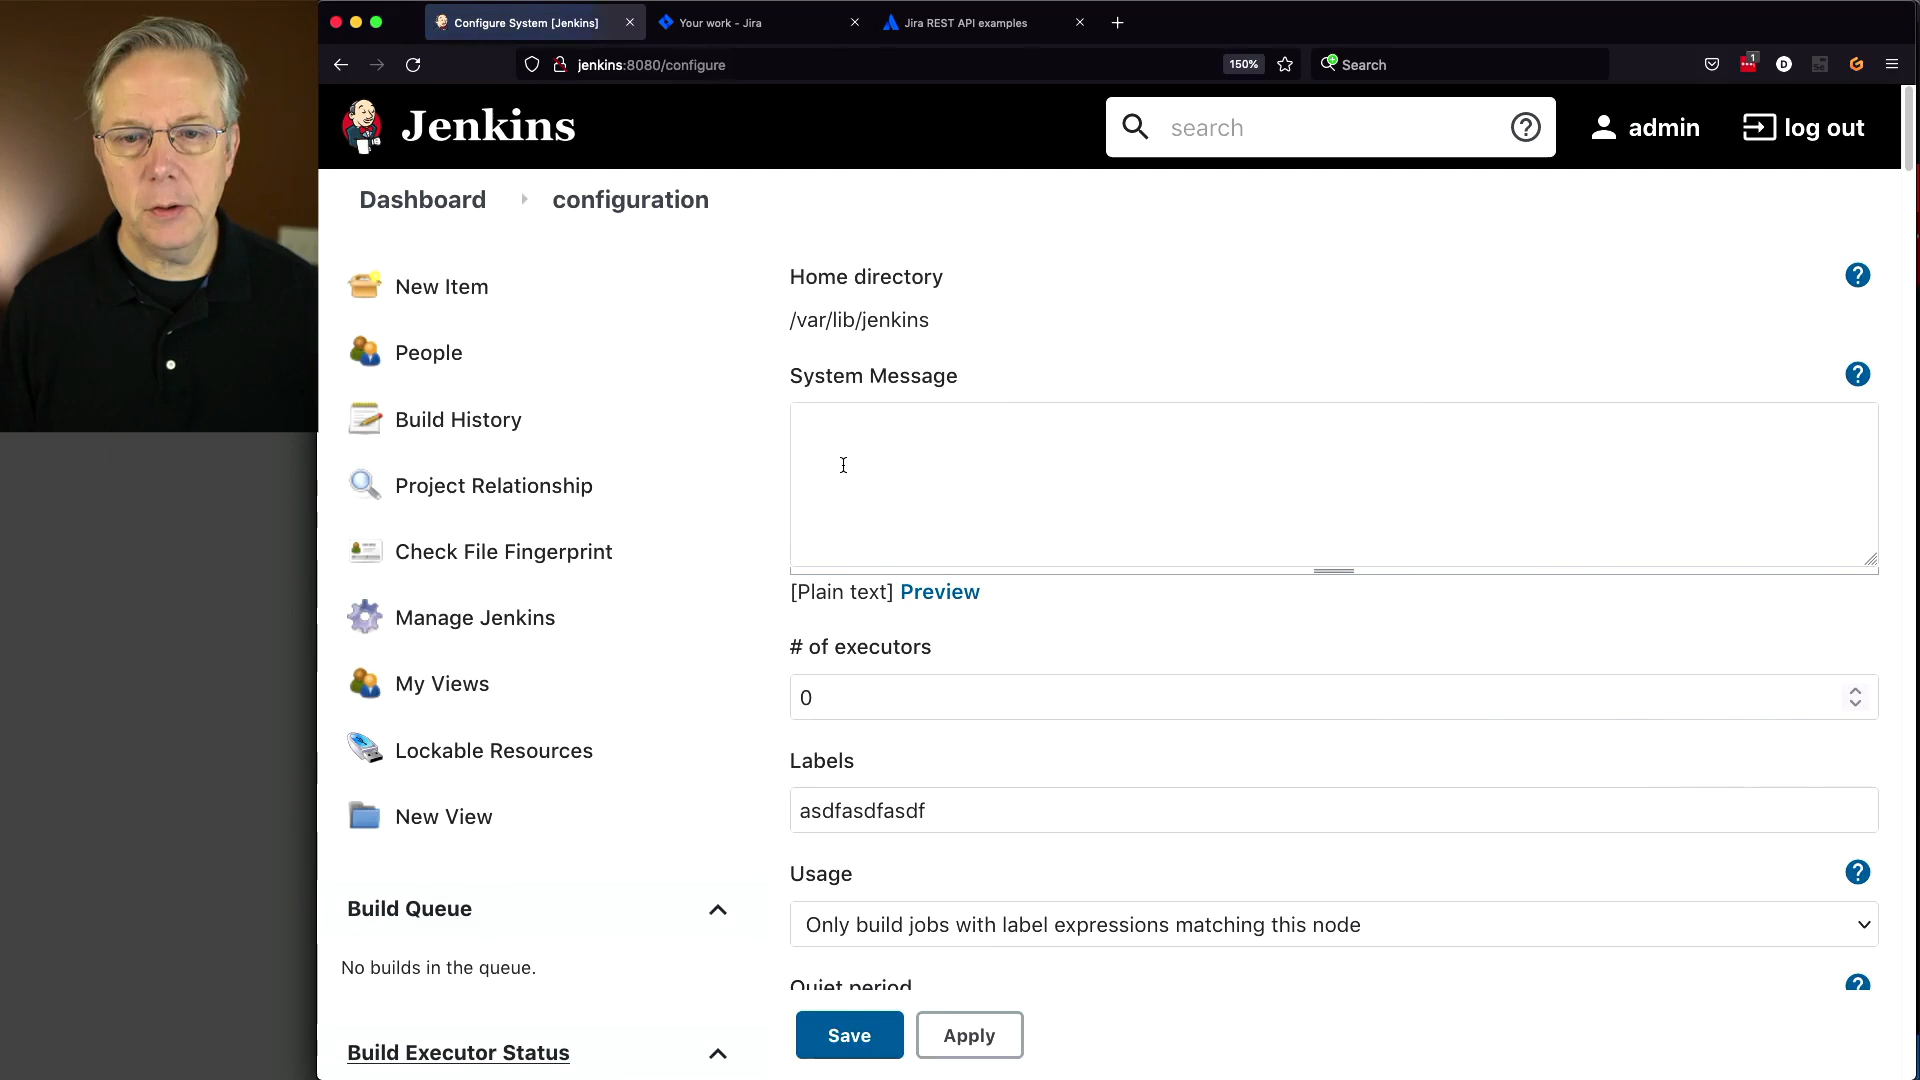 Configure System [Jenkins]
Your work - Jira
Jira REST API examples
jenkins:8080/configure
150%
Search
1
D
Jenkins
search
admin
log out
Dashboard
configuration
New Item
People
Build History
Project Relationship
Check File Fingerprint
Manage Jenkins
My Views
Lockable Resources
New View
Build Queue
No builds in the queue.
Build Executor Status
Home directory
/var/lib/jenkins
System Message
[Plain text] Preview
# of executors
0
Labels
asdfasdfasdf
Usage
Only build jobs with label expressions matching this node
Quiet period
Save
Apply